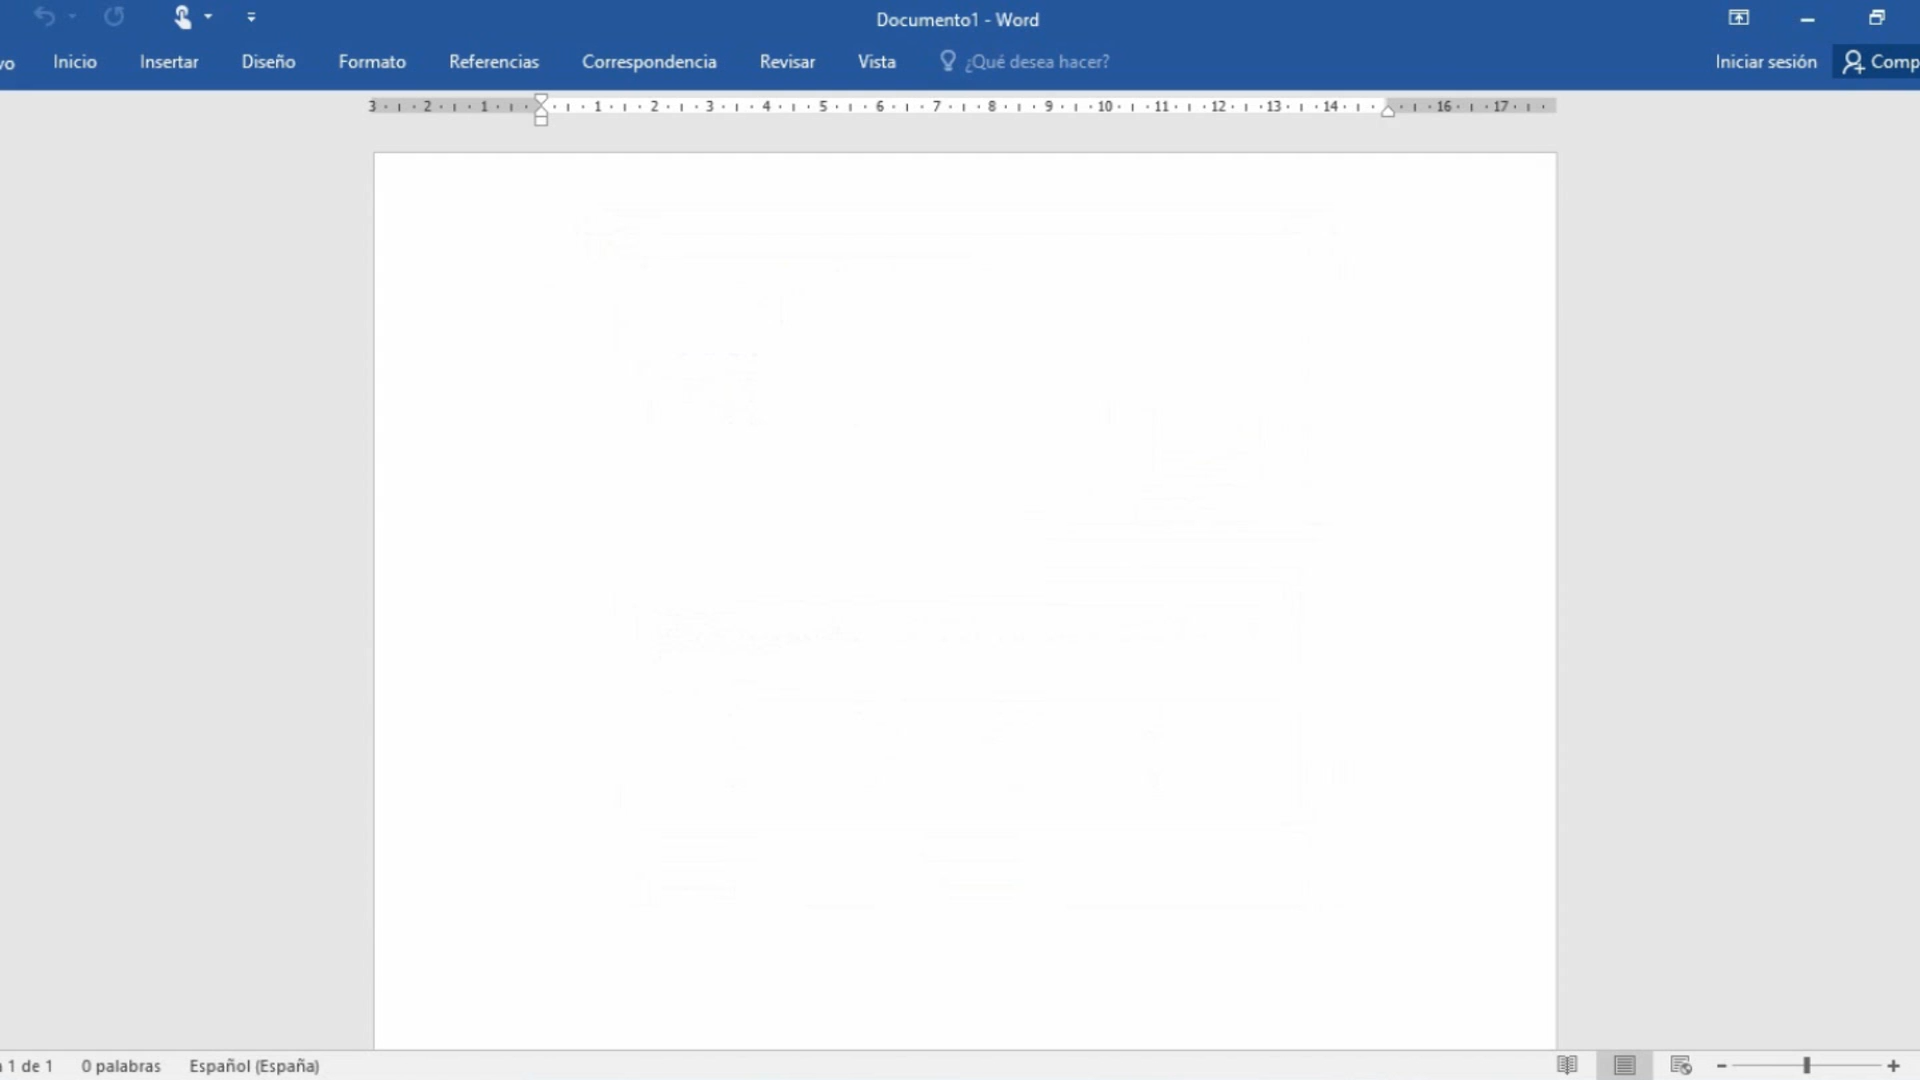 Documento1 - Word
vo Inicio Insertar Diseño Formato Referencias Correspondencia Revisar Vista ¿Qué desea hacer? Iniciar sesión Comp
3 2 1 1 2 3 4 5 6 7 8 9 10 11 12 13 14 16 17
1 de 1 0 palabras Español (España)